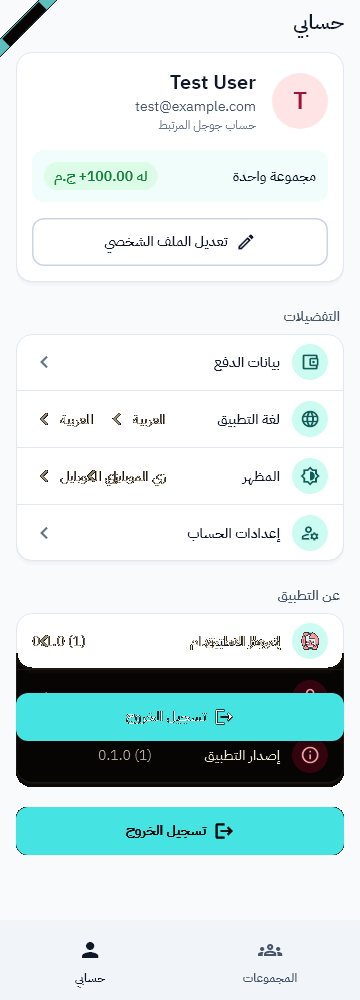 حسابي
T
Test User
test@example.com
حساب جوجل المرتبط
مجموعة واحدة
له 100.00+ ج.م
تعديل الملف الشخصي
التفضيلات
بيانات الدفع
لغة التطبيق العربية العربية
المظهر
إعدادات الحساب
عن التطبيق
(1)
تسجيل الخروج
إصدار التطبيق 0.1.0 (1)
تسجيل الخروج
المجموعات
حسابي